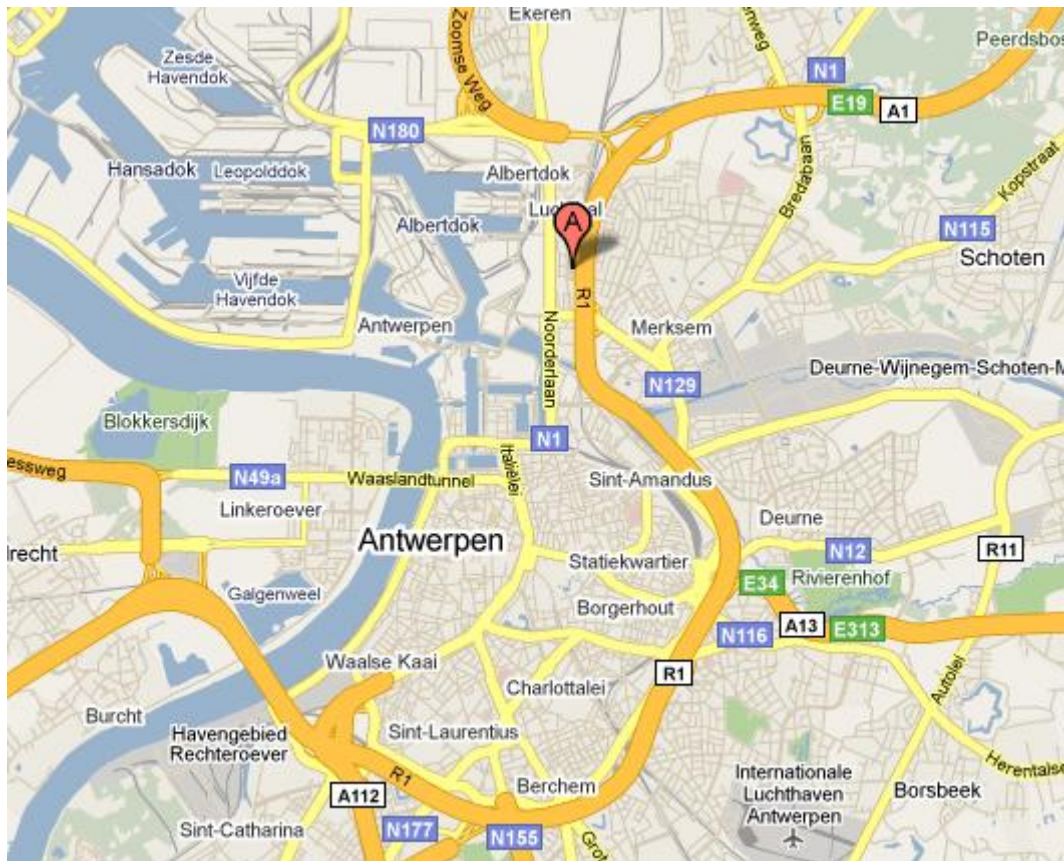 Ekeren
Peerdsbos
Zesde
Havendok
Zoomse Weg
N1
E19
A1
N180
Hansadok
Leopolddok
Albertdok
Bredabaan
Kopstraat
Albertdok
A
N115
Schoten
Vijfde
Havendok
R1
Antwerpen
Noorderlaan
Merksem
Deurne-Wijnegem-Schoten-M
N129
Blokkersdijk
N1
essweg
N49a
Waaslandtunnel
Italiëlei
Sint-Amandus
Linkeroever
Deurne
Antwerpen
drecht
N12
R11
Statiekwartier
E34
Rivierenhof
Galgenweel
Borgerhout
A13
E313
N116
Waalse Kaai
R1
Charlottalei
Autolei
Burcht
Havengebied
Rechteroever
Sint-Laurentius
Herentalse
R1
Berchem
Internationale
Luchthaven
Antwerpen
Borsbeek
A112
Sint-Catharina
N177
N155
Grot